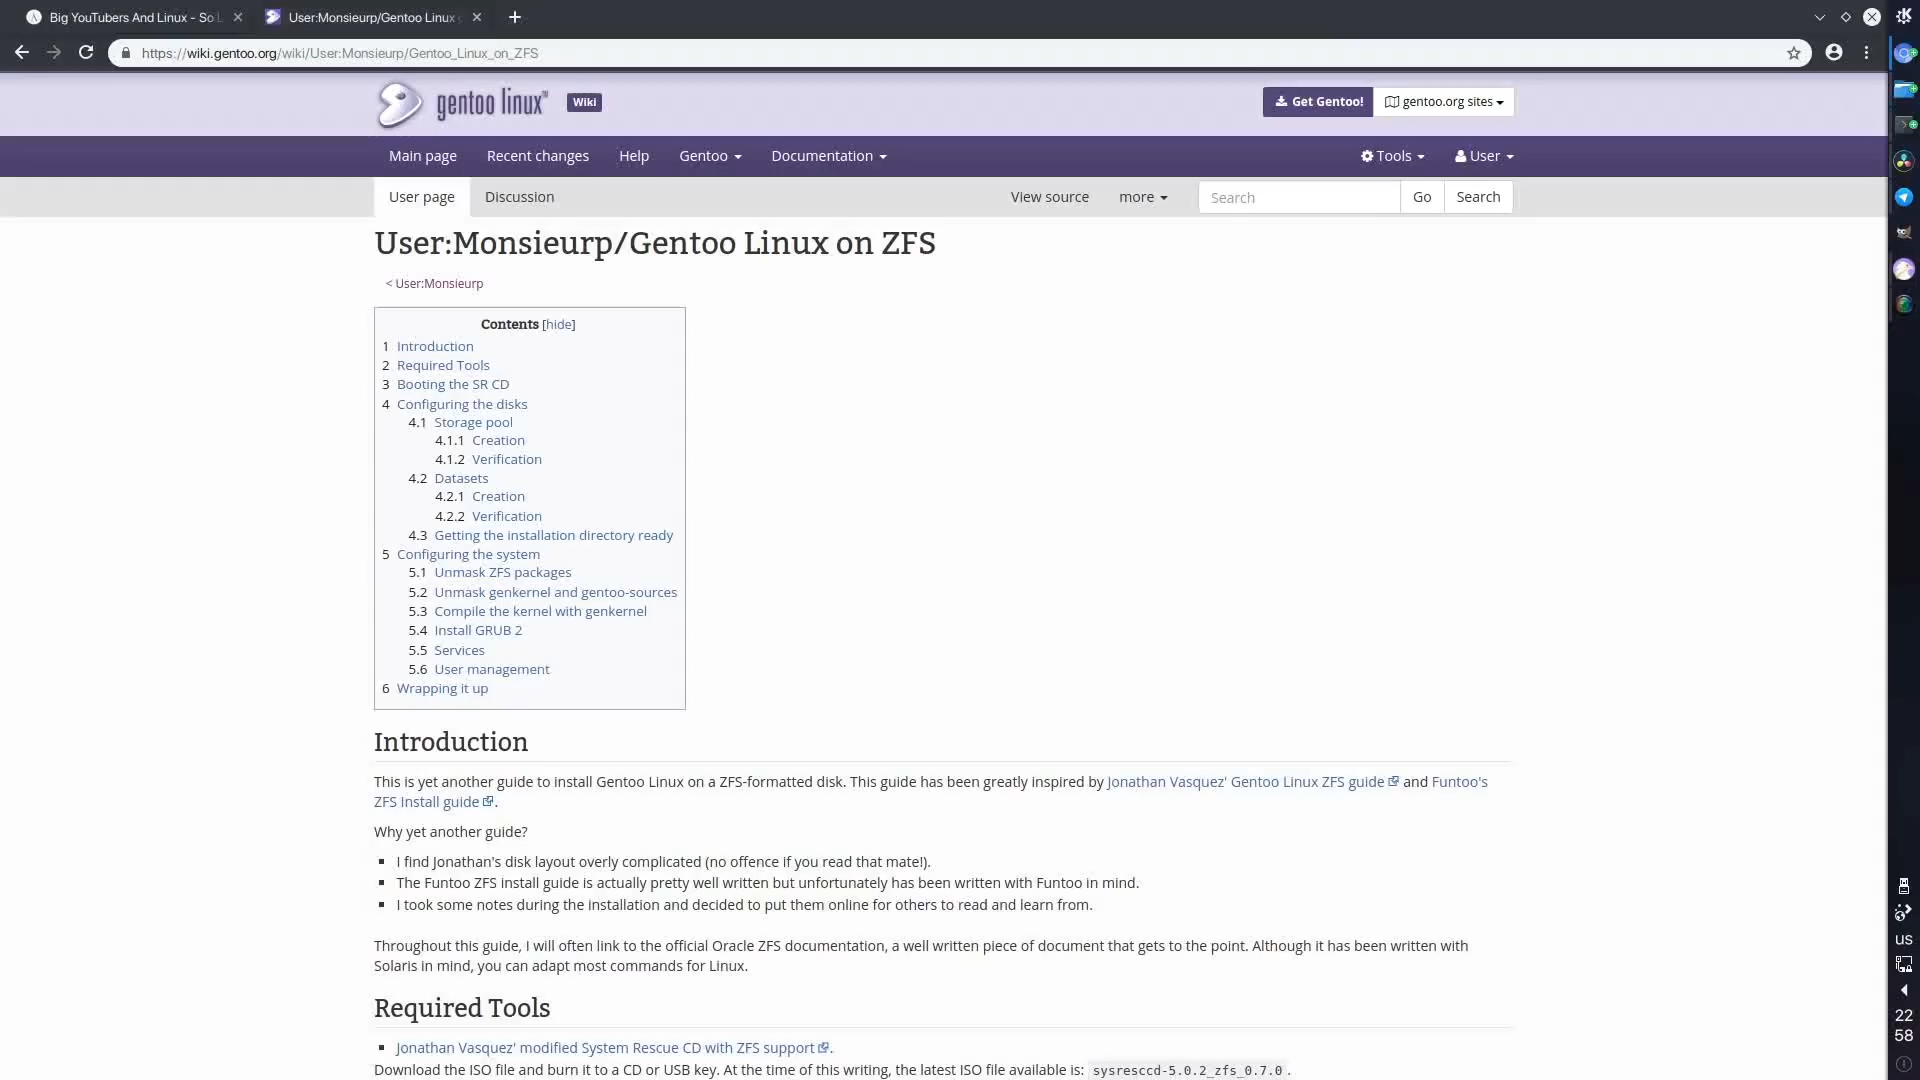 Big YouTubers And Linux - So L
User:Monsieurp/Gentoo Linux
https://wiki.gentoo.org/wiki/User:Monsieurp/Gentoo_Linux_on_ZFS
gentoo linux™ Wiki
Get Gentoo!
gentoo.org sites
Main page
Recent changes
Help
Gentoo
Documentation
Tools
User
User page
Discussion
View source
more
Search
Go
Search
User:Monsieurp/Gentoo Linux on ZFS
< User:Monsieurp
Contents [hide]
1 Introduction
2 Required Tools
3 Booting the SR CD
4 Configuring the disks
4.1 Storage pool
4.1.1 Creation
4.1.2 Verification
4.2 Datasets
4.2.1 Creation
4.2.2 Verification
4.3 Getting the installation directory ready
5 Configuring the system
5.1 Unmask ZFS packages
5.2 Unmask genkernel and gentoo-sources
5.3 Compile the kernel with genkernel
5.4 Install GRUB 2
5.5 Services
5.6 User management
6 Wrapping it up
Introduction
This is yet another guide to install Gentoo Linux on a ZFS-formatted disk. This guide has been greatly inspired by Jonathan Vasquez' Gentoo Linux ZFS guide and Funtoo's
ZFS Install guide.
Why yet another guide?
I find Jonathan's disk layout overly complicated (no offence if you read that mate!).
The Funtoo ZFS install guide is actually pretty well written but unfortunately has been written with Funtoo in mind.
I took some notes during the installation and decided to put them online for others to read and learn from.
Throughout this guide, I will often link to the official Oracle ZFS documentation, a well written piece of document that gets to the point. Although it has been written with
Solaris in mind, you can adapt most commands for Linux.
Required Tools
Jonathan Vasquez' modified System Rescue CD with ZFS support.
Download the ISO file and burn it to a CD or USB key. At the time of this writing, the latest ISO file available is: sysresccd-5.0.2_zfs_0.7.0.
us
22
58